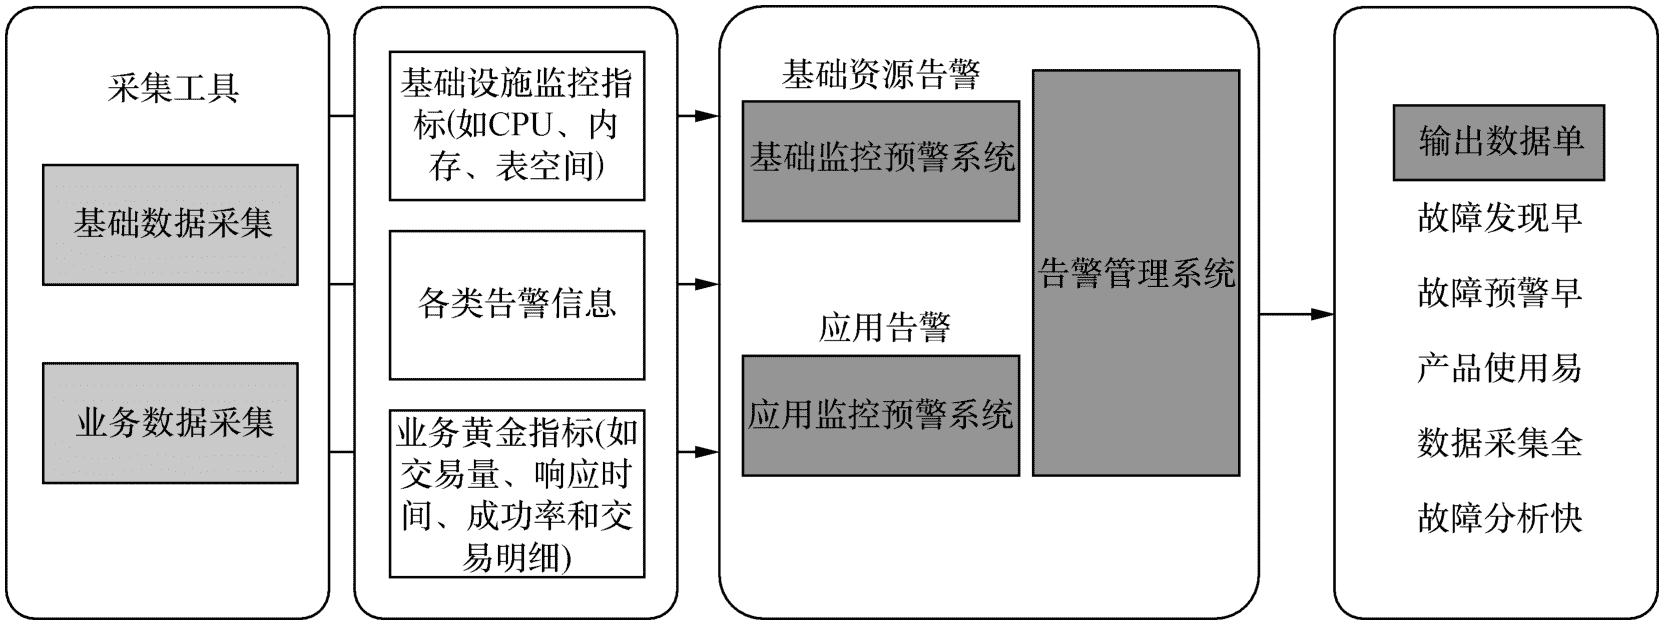 采集工具
基础数据采集
业务数据采集
基础设施监控指
标(如CPU、内
存、表空间)
各类告警信息
业务黄金指标(如
交易量、响应时
间、成功率和交
易明细)
基础资源告警
基础监控预警系统
应用告警
应用监控预警系统
告警管理系统
输出数据单
故障发现早
故障预警早
产品使用易
数据采集全
故障分析快